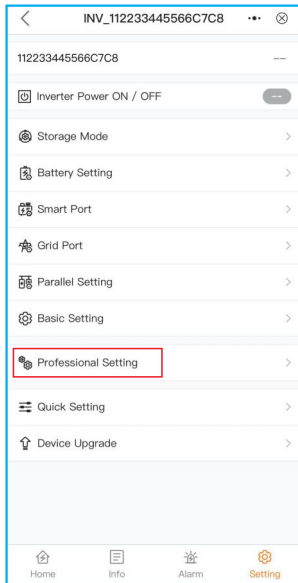 INV_112233445566C7C8
112233445566C7C8 --
Inverter Power ON / OFF --
Storage Mode
Battery Setting
Smart Port
Grid Port
Parallel Setting
Basic Setting
Professional Setting
Quick Setting
Device Upgrade
Home Info Alarm Setting